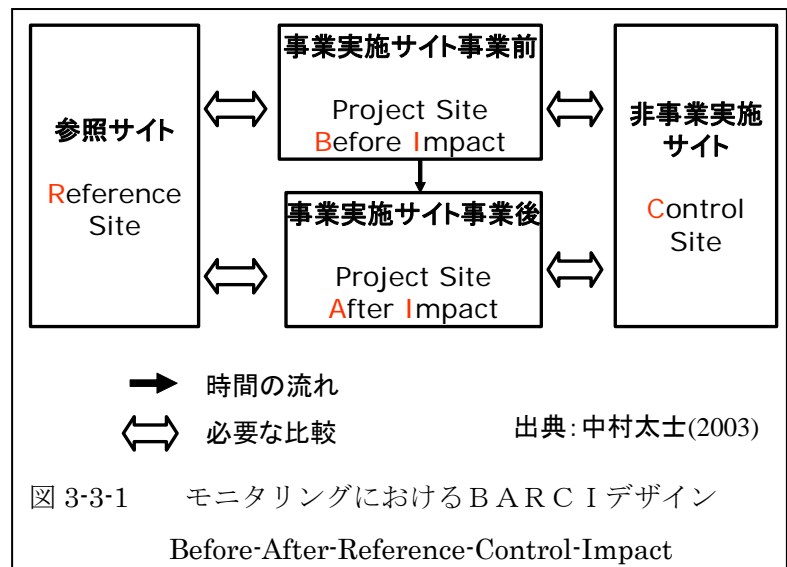 参照サイト
Reference
Site
事業実施サイト事業前
Project Site
Before Impact
事業実施サイト事業後
Project Site
After Impact
非事業実施
サイト
Control
Site
時間の流れ
必要な比較
出典：中村太士(2003)
図 3-3-1 モニタリングにおけるＢＡＲＣＩデザイン
Before-After-Reference-Control-Impact